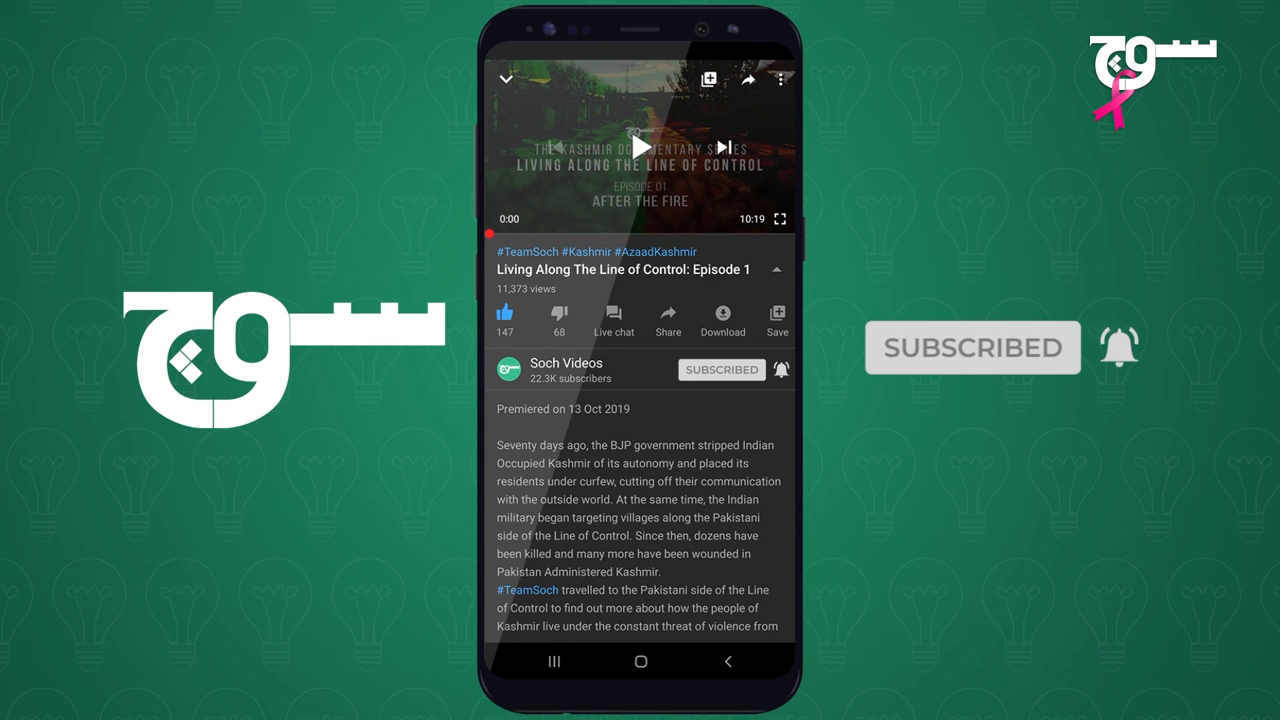 سوچ
THE KASHMIR DOCUMENTARY SERIES
LIVING ALONG THE LINE OF CONTROL
EPISODE 01
AFTER THE FIRE
0:00
10:19
#TeamSoch #Kashmir #AzaadKashmir
Living Along The Line of Control: Episode 1
11,373 views
147 68 Live chat Share Download Save
Soch Videos
22.3K subscribers
SUBSCRIBED
Premiered on 13 Oct 2019
Seventy days ago, the BJP government stripped Indian
Occupied Kashmir of its autonomy and placed its
residents under curfew, cutting off their communication
with the outside world. At the same time, the Indian
military began targeting villages along the Pakistani
side of the Line of Control. Since then, dozens have
been killed and many more have been wounded in
Pakistan Administered Kashmir.
#TeamSoch travelled to the Pakistani side of the Line
of Control to find out more about how the people of
Kashmir live under the constant threat of violence from
سوچ
SUBSCRIBED